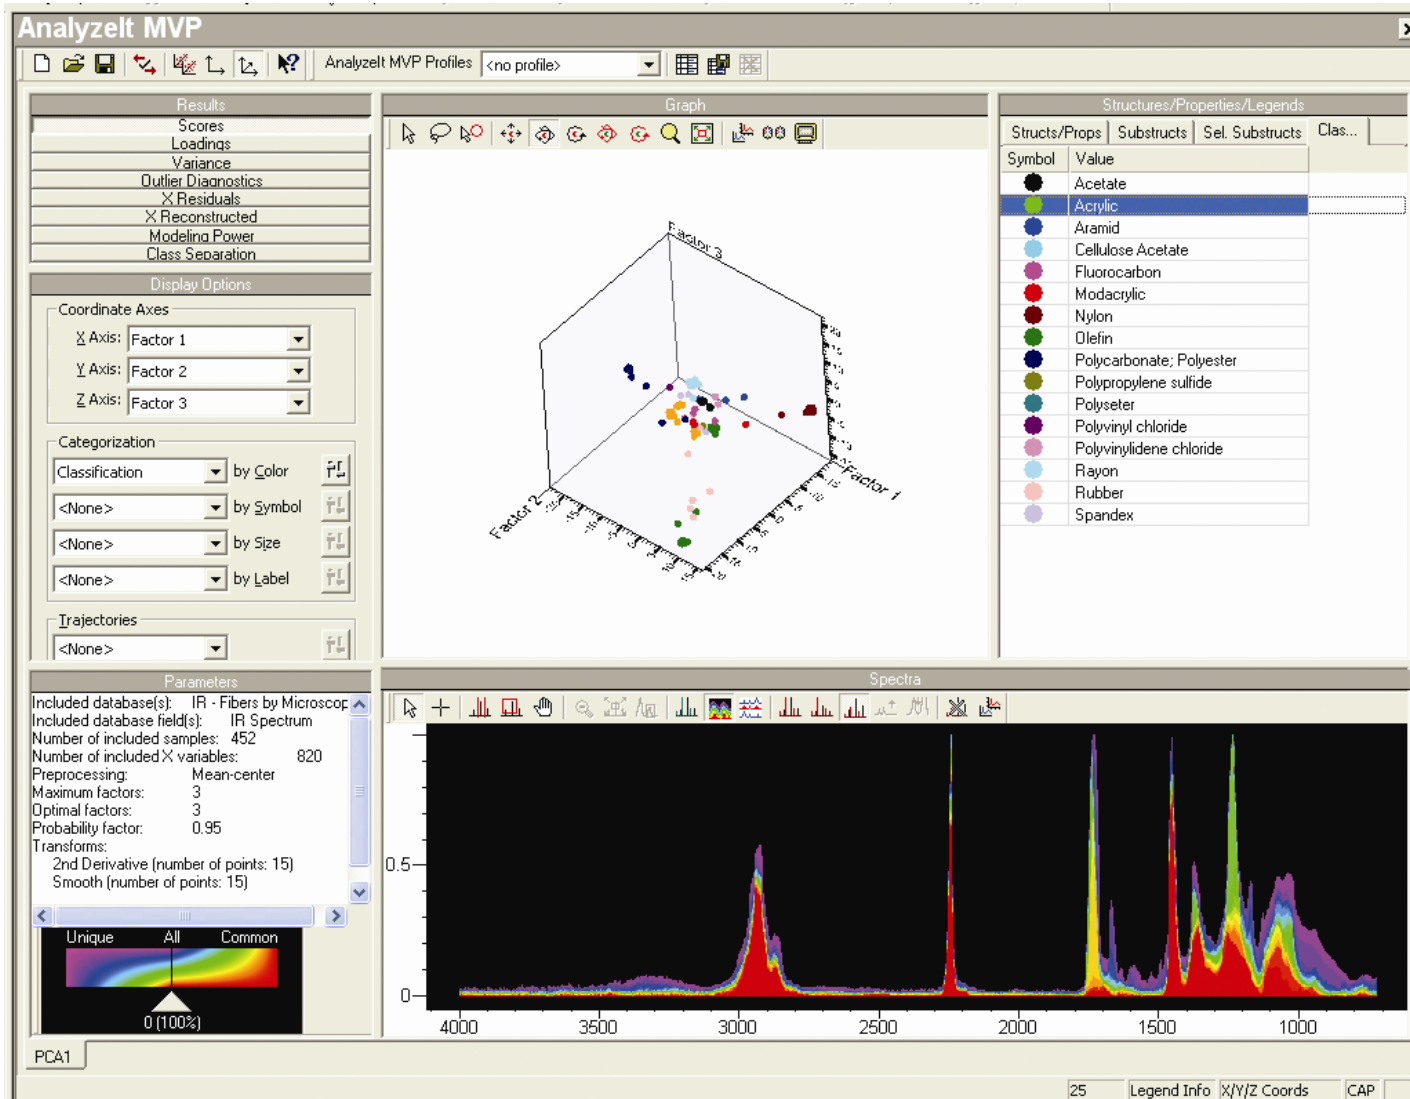 AnalyzeIt MVP
AnalyzeIt MVP Profiles <no profile>
Results
Scores
Loadings
Variance
Outlier Diagnostics
X Residuals
X Reconstructed
Modeling Power
Class Separation
Display Options
Coordinate Axes
X Axis: Factor 1
Y Axis: Factor 2
Z Axis: Factor 3
Categorization
Classification by Color
<None> by Symbol
<None> by Size
<None> by Label
Trajectories
<None>
Graph
Factor 3
Factor 2
Factor 1
Structures/Properties/Legends
Structs/Props Substructs Sel. Substructs Clas...
Symbol Value
Acetate
Acrylic
Aramid
Cellulose Acetate
Fluorocarbon
Modacrylic
Nylon
Olefin
Polycarbonate; Polyester
Polypropylene sulfide
Polyseter
Polyvinyl chloride
Polyvinylidene chloride
Rayon
Rubber
Spandex
Parameters
Included database(s): IR - Fibers by Microscop
Included database field(s): IR Spectrum
Number of included samples: 452
Number of included X variables: 820
Preprocessing: Mean-center
Maximum factors: 3
Optimal factors: 3
Probability factor: 0.95
Transforms:
2nd Derivative (number of points: 15)
Smooth (number of points: 15)
Unique All Common
0 (100%)
Spectra
0.5
0
4000 3500 3000 2500 2000 1500 1000
PCA1
25 Legend Info X/Y/Z Coords CAP